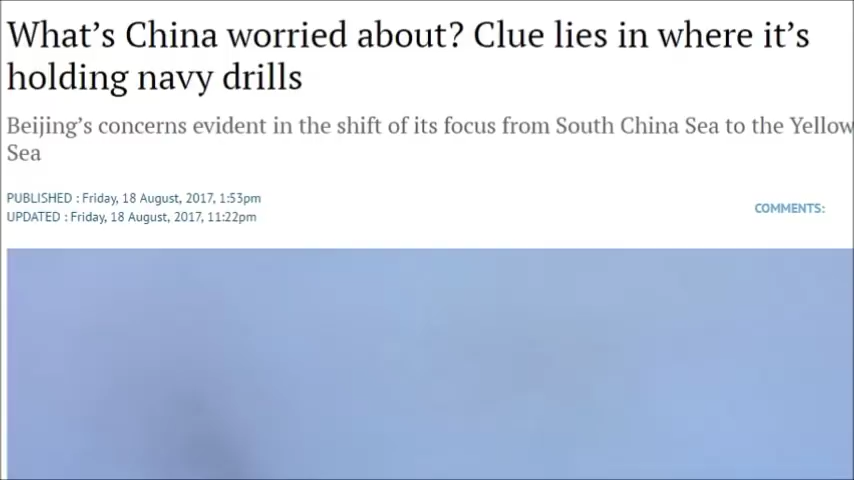 What’s China worried about? Clue lies in where it’s
holding navy drills
Beijing’s concerns evident in the shift of its focus from South China Sea to the Yellow
Sea
PUBLISHED : Friday, 18 August, 2017, 1:53pm
UPDATED : Friday, 18 August, 2017, 11:22pm
COMMENTS: